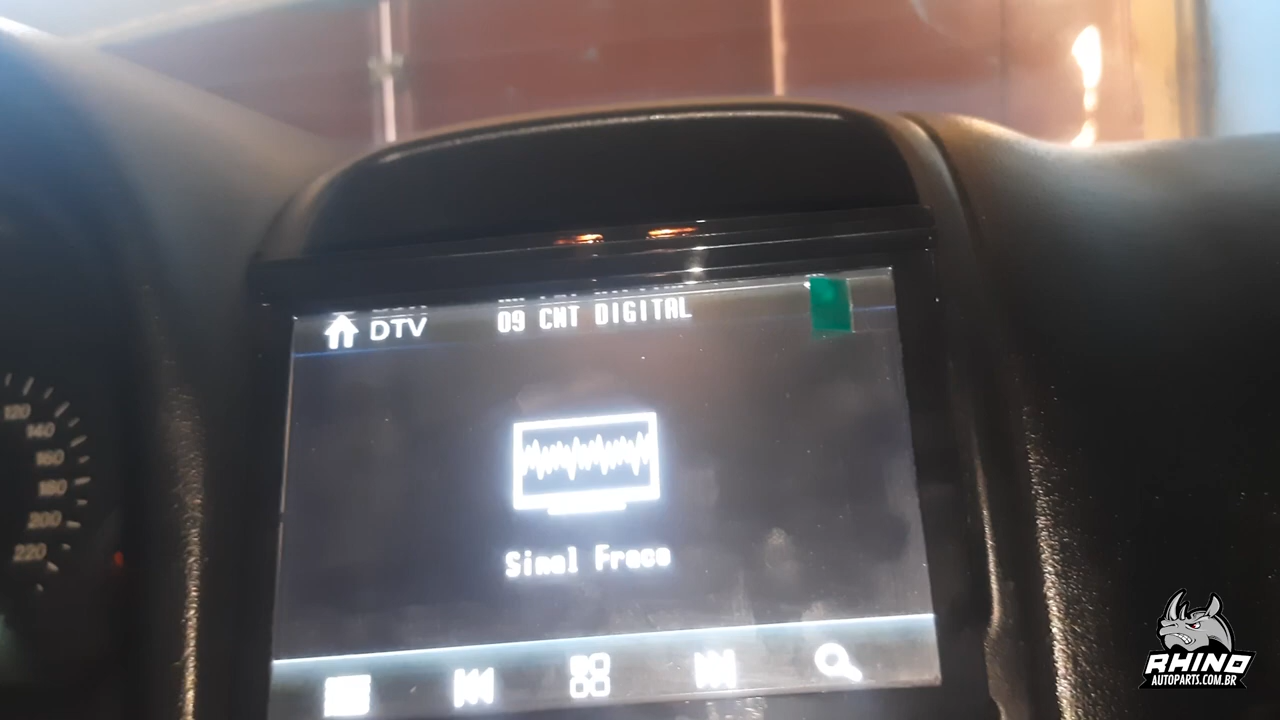 DTV
09 CNT DIGITAL
Sinal Fraco
120
140
160
180
200
220
RHINO
AUTOPARTS.COM.BR